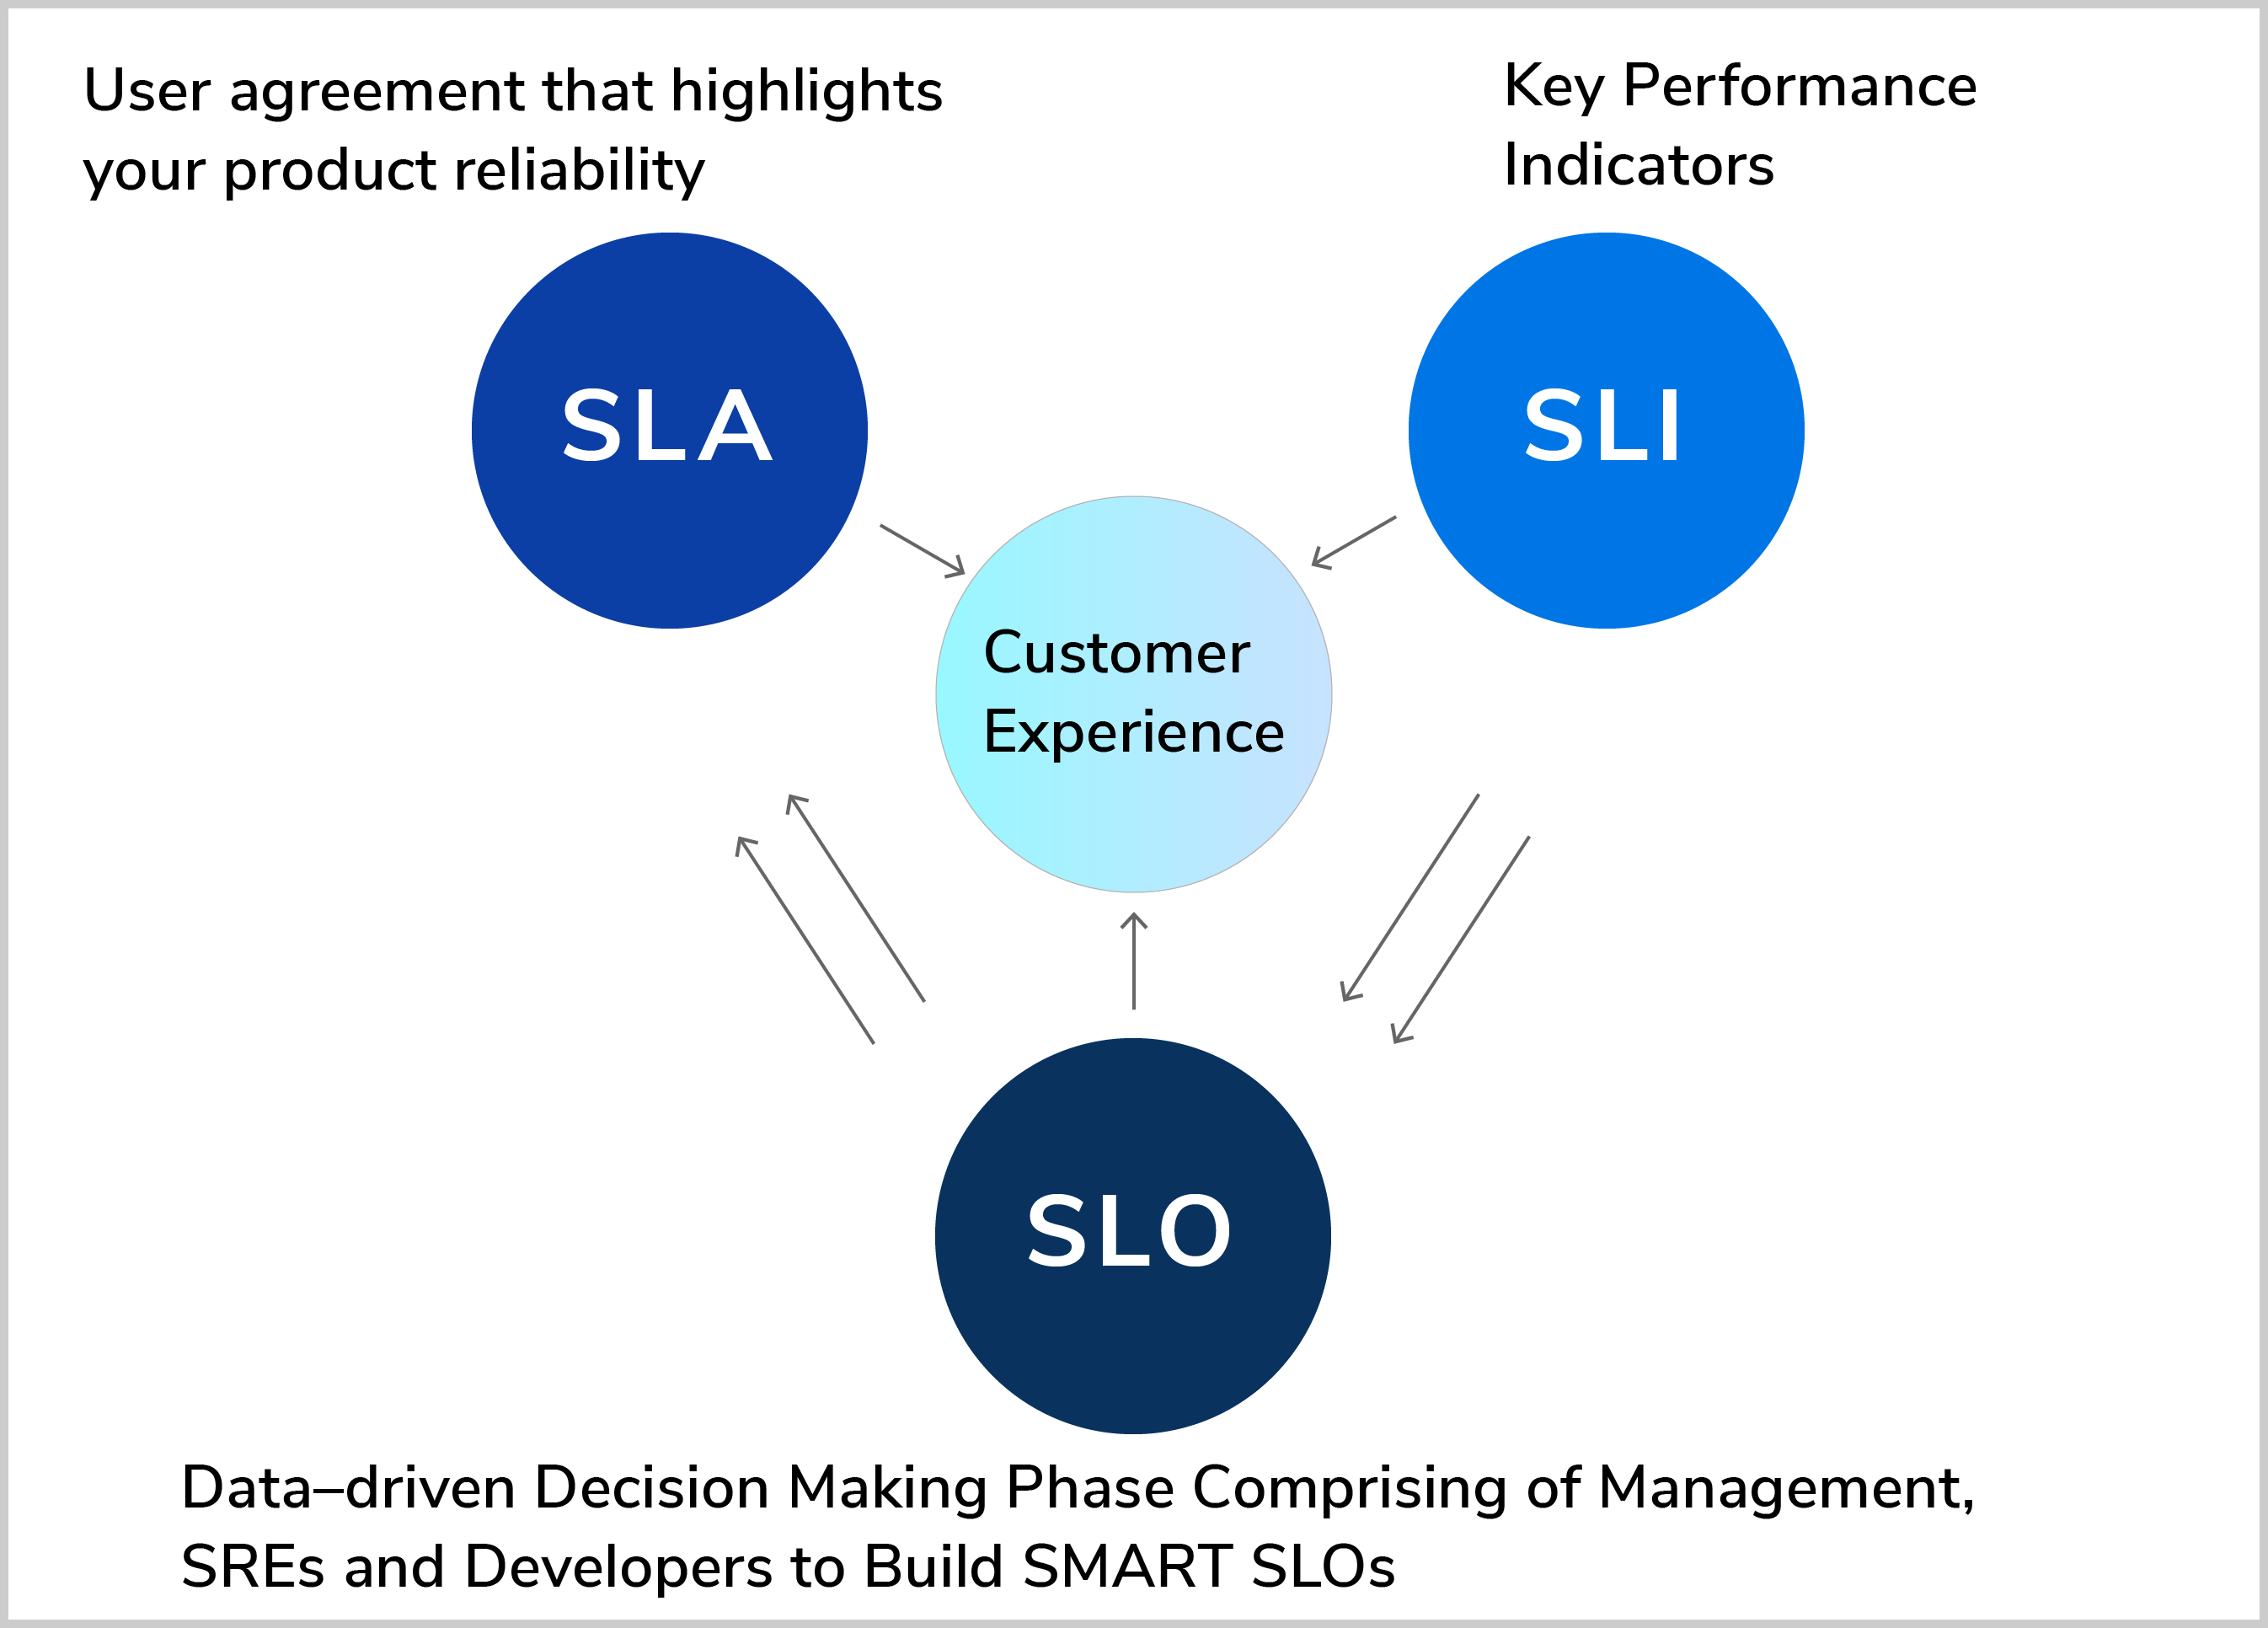 User agreement that highlights
your product reliability
Key Performance
Indicators
SLA
SLI
Customer
Experience
SLO
Data–driven Decision Making Phase Comprising of Management,
SREs and Developers to Build SMART SLOs